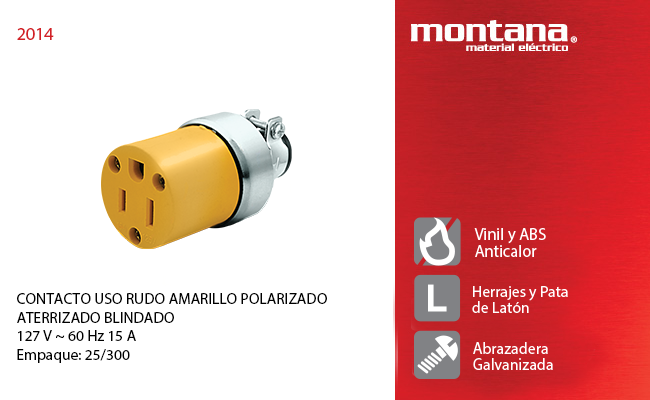 2014
CONTACTO USO RUDO AMARILLO POLARIZADO
ATERRIZADO BLINDADO
127 V ~ 60 Hz 15 A
Empaque: 25/300
montana®
material eléctrico
Vinil y ABS
Anticalor
L
Herrajes y Pata
de Latón
Abrazadera
Galvanizada